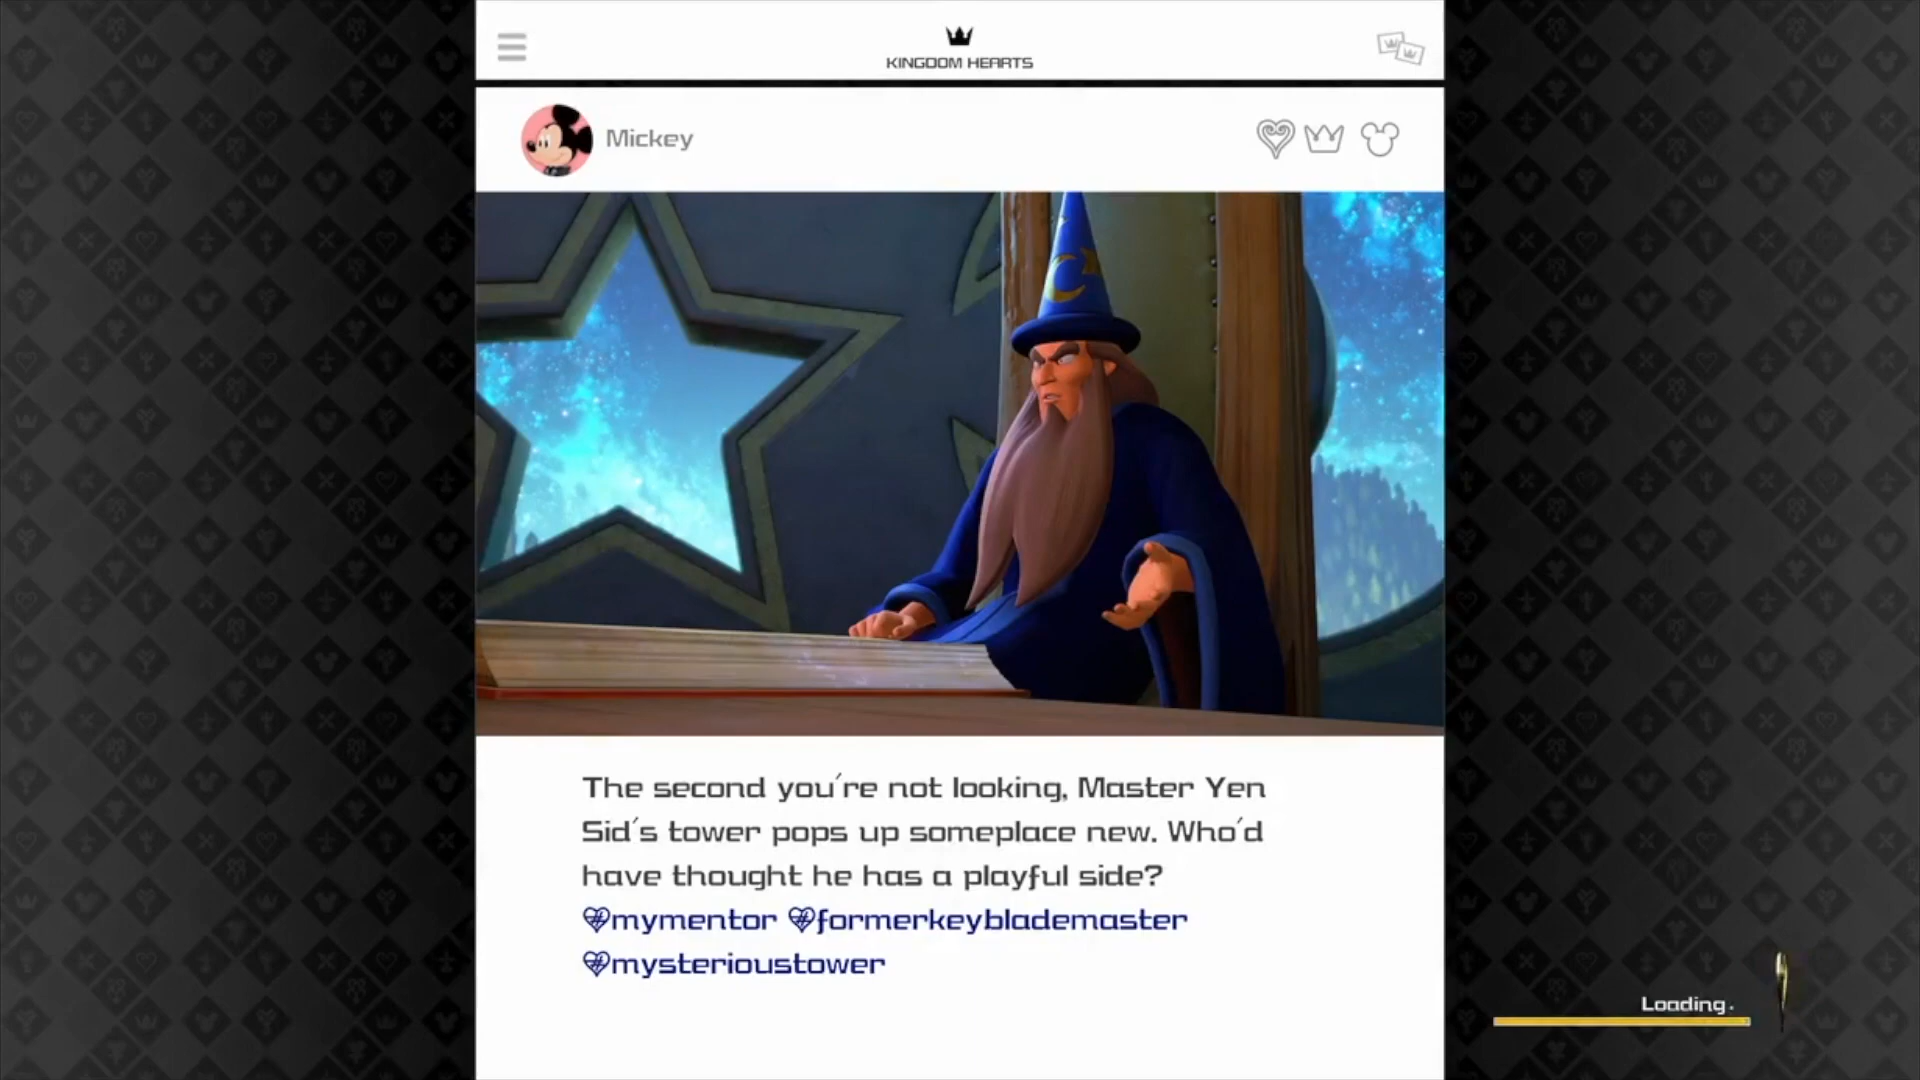 KINGDOM HEARTS
Mickey
The second you're not looking, Master Yen
Sid's tower pops up someplace new. Who'd
have thought he has a playful side?
#mymentor #formerkeyblademaster
#mysterioustower
Loading.